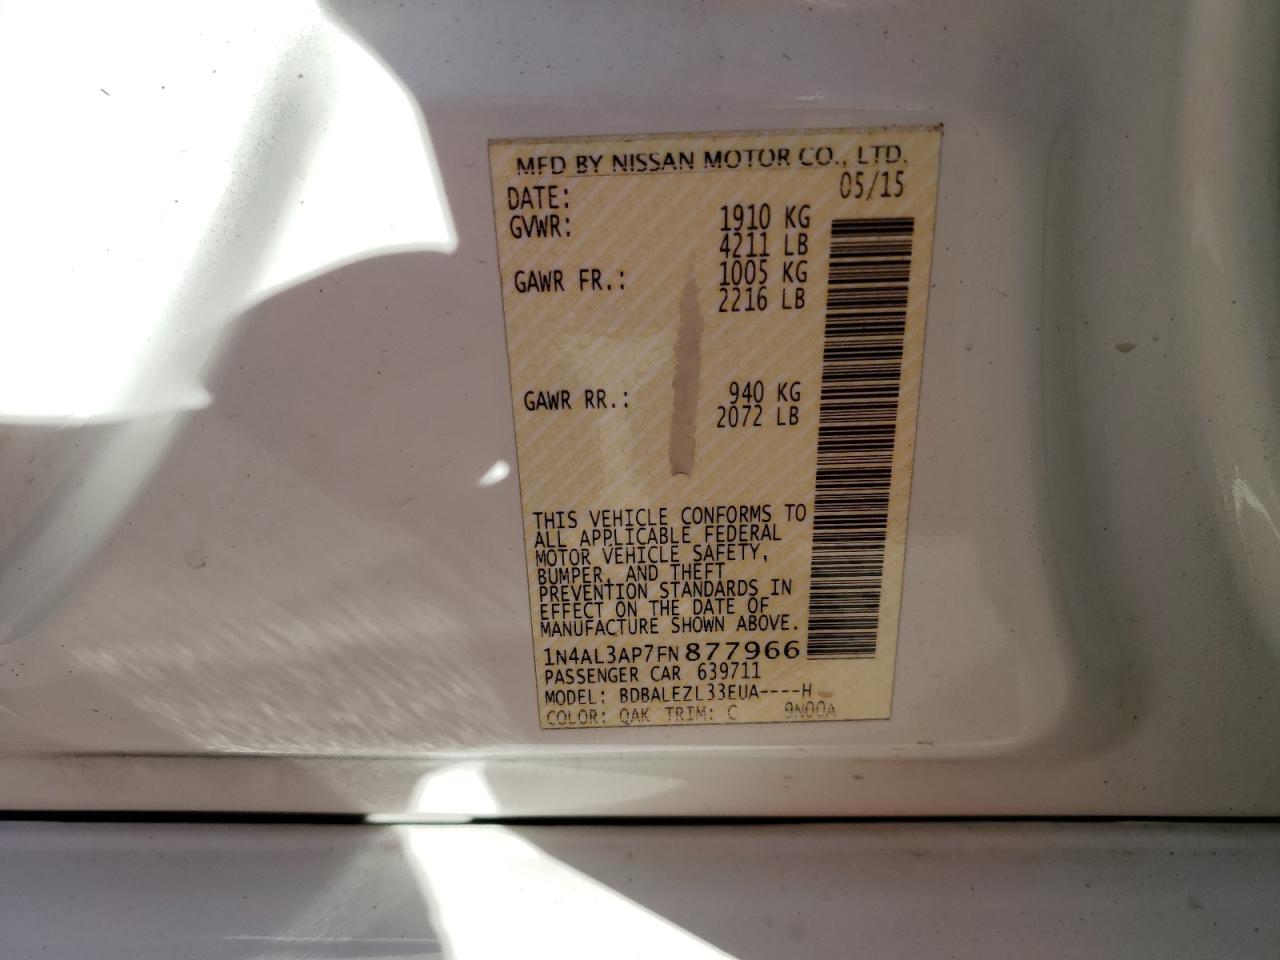 MFD BY NISSAN MOTOR CO., LTD.
DATE: 05/15
GVWR: 1910 KG
4211 LB
GAWR FR.: 1005 KG
2216 LB
GAWR RR.: 940 KG
2072 LB
THIS VEHICLE CONFORMS TO
ALL APPLICABLE FEDERAL
MOTOR VEHICLE SAFETY,
BUMPER, AND THEFT
PREVENTION STANDARDS IN
EFFECT ON THE DATE OF
MANUFACTURE SHOWN ABOVE.
1N4AL3AP7FN877966
PASSENGER CAR 639711
MODEL: BDBALEZL33EUA----H
COLOR: QAK TRIM: C 9N00A